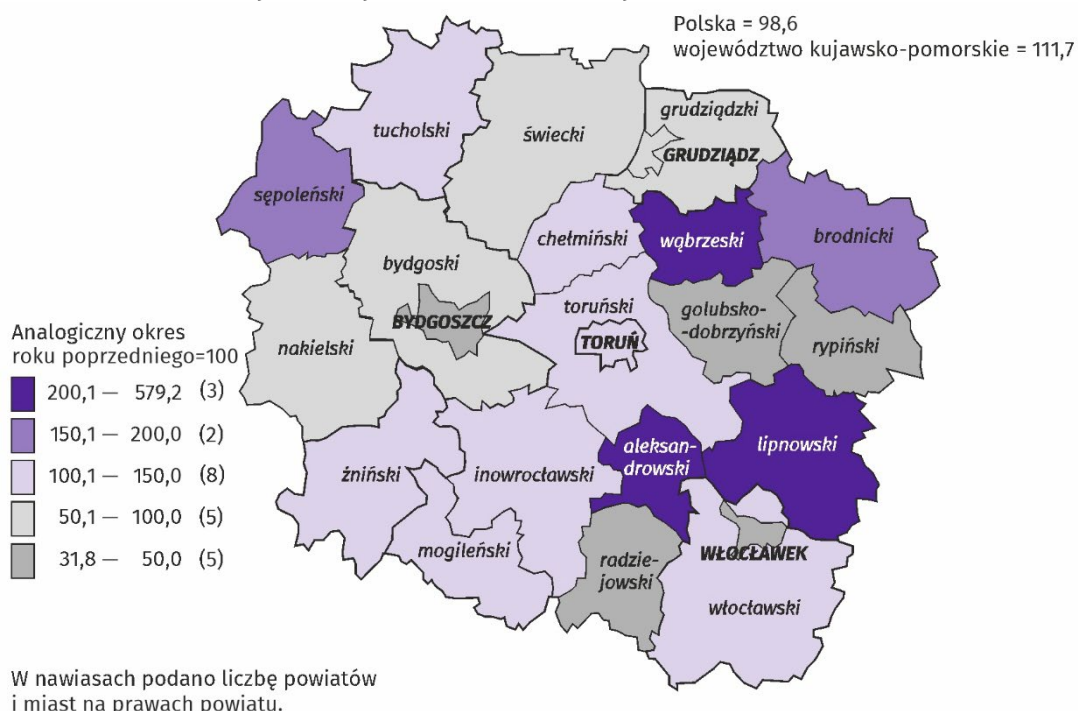 Polska = 98,6
województwo kujawsko-pomorskie = 111,7
tucholski
świecki
grudziądzki
GRUDZIĄDZ
sępoleński
chełmiński
wąbrzeski
brodnicki
bydgoski
BYDGOSZCZ
toruński
TORUŃ
golubsko-
-dobrzyński
rypiński
nakielski
Analogiczny okres
roku poprzedniego=100
200,1 — 579,2 (3)
150,1 — 200,0 (2)
100,1 — 150,0 (8)
50,1 — 100,0 (5)
31,8 — 50,0 (5)
żniński
inowrocławski
aleksan-
drowski
lipnowski
mogileński
radzie-
jowski
WŁOCŁAWEK
włocławski
W nawiasach podano liczbę powiatów
i miast na prawach powiatu.